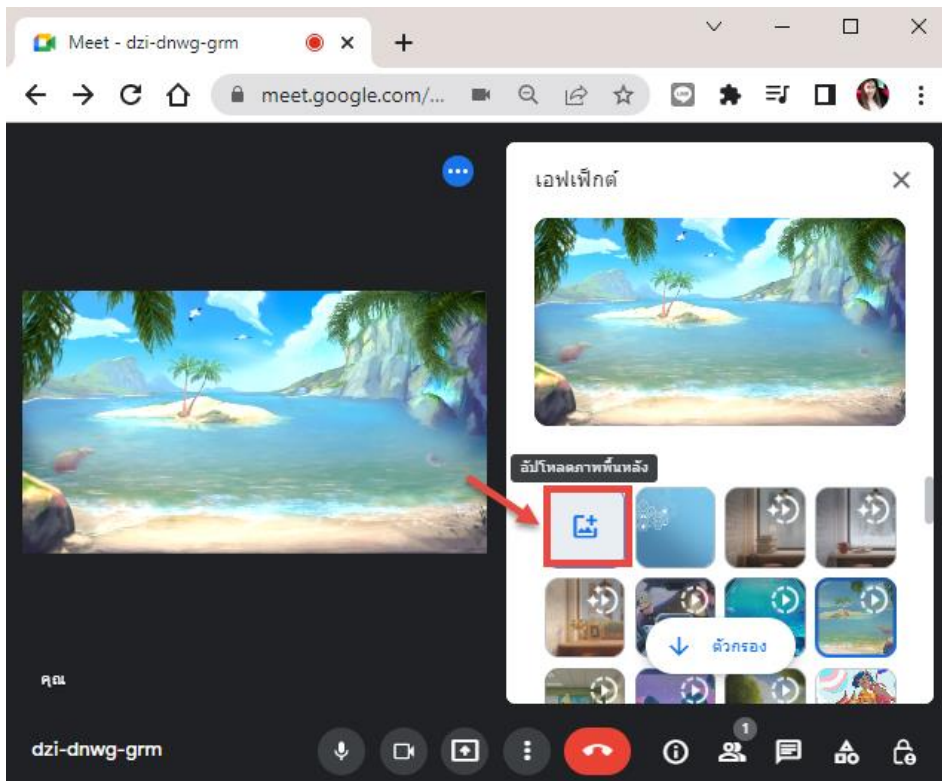 Meet - dzi-dnwg-grm
meet.google.com/...
เอฟเฟ็กต์
อัปโหลดภาพพื้นหลัง
ตัวกรอง
คุณ
dzi-dnwg-grm
1